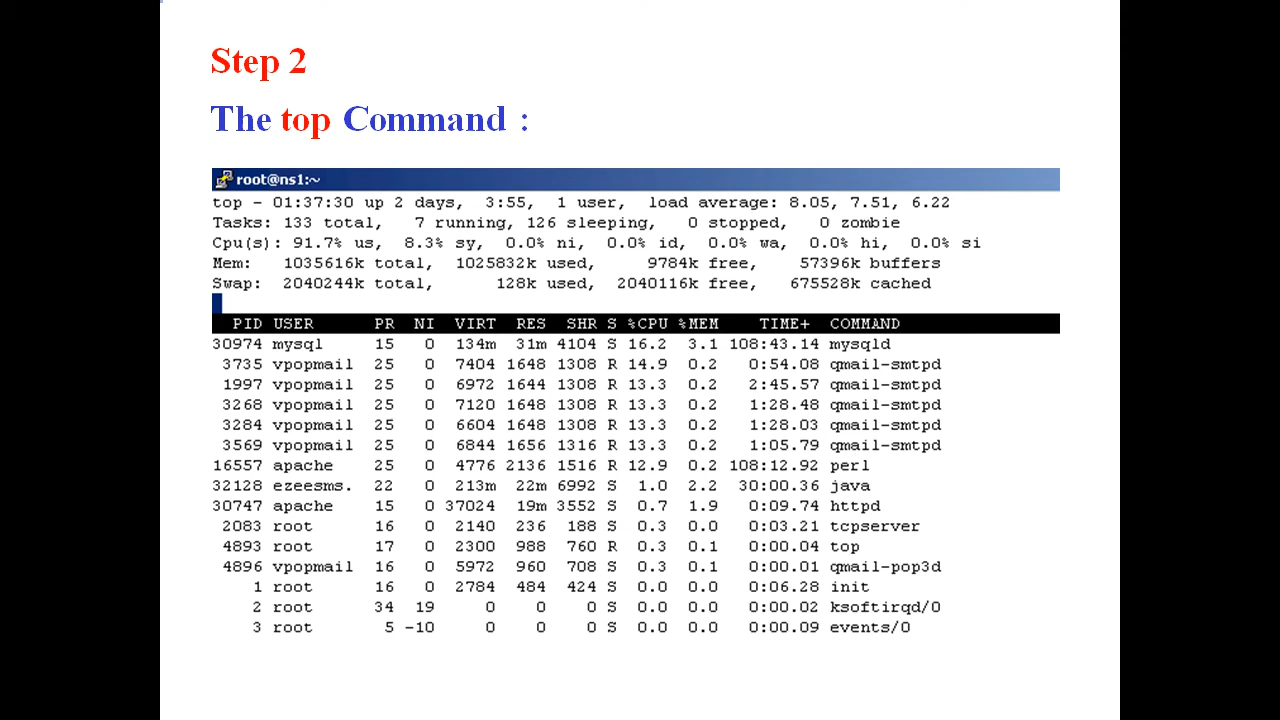 Step 2
The top Command :
root@ns1:~
top - 01:37:30 up 2 days,  3:55,  1 user,  load average: 8.05, 7.51, 6.22
Tasks: 133 total,   7 running, 126 sleeping,   0 stopped,   0 zombie
Cpu(s): 91.7% us,  8.3% sy,  0.0% ni,  0.0% id,  0.0% wa,  0.0% hi,  0.0% si
Mem:   1035616k total,  1025832k used,     9784k free,    57396k buffers
Swap:  2040244k total,      128k used,  2040116k free,   675528k cached
PID USER      PR  NI  VIRT  RES  SHR S %CPU %MEM    TIME+  COMMAND
30974 mysql     15   0  134m  31m 4104 S 16.2  3.1 108:43.14 mysqld
3735 vpopmail  25   0  7404 1648 1308 R 14.9  0.2   0:54.08 qmail-smtpd
1997 vpopmail  25   0  6972 1644 1308 R 13.3  0.2   2:45.57 qmail-smtpd
3268 vpopmail  25   0  7120 1648 1308 R 13.3  0.2   1:28.48 qmail-smtpd
3284 vpopmail  25   0  6604 1648 1308 R 13.3  0.2   1:28.03 qmail-smtpd
3569 vpopmail  25   0  6844 1656 1316 R 13.3  0.2   1:05.79 qmail-smtpd
16557 apache    25   0  4776 2136 1516 R 12.9  0.2 108:12.92 perl
32128 ezeesms.  22   0  213m  22m 6992 S  1.0  2.2  30:00.36 java
30747 apache    15   0 37024  19m 3552 S  0.7  1.9   0:09.74 httpd
2083 root      16   0  2140  236  188 S  0.3  0.0   0:03.21 tcpserver
4893 root      17   0  2300  988  760 R  0.3  0.1   0:00.04 top
4896 vpopmail  16   0  5972  960  708 S  0.3  0.1   0:00.01 qmail-pop3d
1 root      16   0  2784  484  424 S  0.0  0.0   0:06.28 init
2 root      34  19     0    0    0 S  0.0  0.0   0:00.02 ksoftirqd/0
3 root       5 -10     0    0    0 S  0.0  0.0   0:00.09 events/0